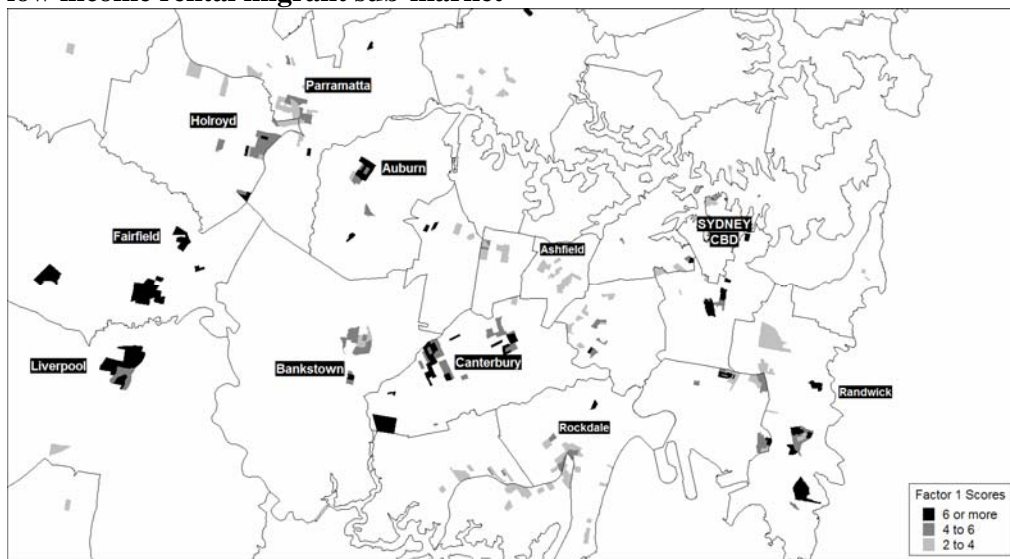 low income rental migrant sub-market
Parramatta
Holroyd
Auburn
SYDNEY
CBD
Fairfield
Ashfield
Liverpool
Bankstown
Canterbury
Randwick
Rockdale
Factor 1 Scores
6 or more
4 to 6
2 to 4